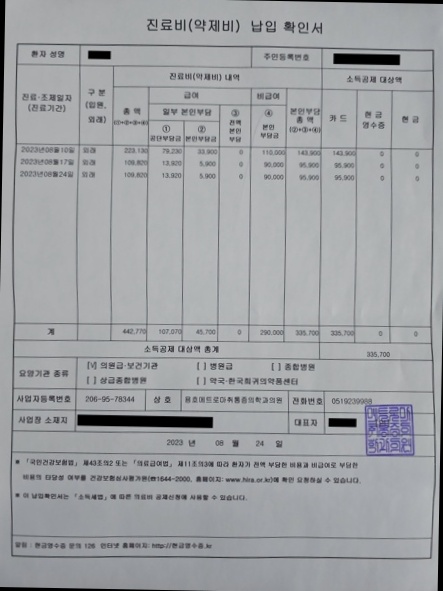 진료비(약제비) 납입 확인서
환자 성명 주민등록번호
진료비(약제비) 내역 소득공제 대상액
진료·조제일자 (진료기간) 구분 (입원, 외래) 총 액 (①+②+③+④) 급여 비급여 본인부담 총 액 (②+③+④) 카 드 현 금 영수증 현 금
일부 본인부담 ③ 전액 본인 부담 ④ 본인 부담금
① 공단부담금 ② 본인부담금
2023년08월10일 외래 223,130 79,230 33,900 0 110,000 143,900 143,900 0 0
2023년08월17일 외래 109,820 13,920 5,900 0 90,000 95,900 95,900 0 0
2023년08월24일 외래 109,820 13,920 5,900 0 90,000 95,900 95,900 0 0
계 442,770 107,070 45,700 0 290,000 335,700 335,700 0 0
소득공제 대상액 총계 335,700
요양기관 종류 [√] 의원급·보건기관 [ ] 병원급 [ ] 종합병원
[ ] 상급종합병원 [ ] 약국·한국희귀의약품센터
사업자등록번호 206-95-78344 상 호 용호메트로마취통증의학과의원 전화번호 0519239988
사업장 소재지 대표자
2023 년 08 월 24 일
* 「국민건강보험법」 제43조의2 또는 「의료급여법」 제11조의3에 따라 환자가 전액 부담한 비용과 비급여로 부담한
비용의 타당성 여부를 건강보험심사평가원(☎1644-2000, 홈페이지: www.hira.or.kr)에 확인 요청하실 수 있습니다.
* 이 납입확인서는 「소득세법」에 따른 의료비 공제신청에 사용할 수 있습니다.
알림 : 현금영수증 문의 126 인터넷 홈페이지: http://현금영수증.kr